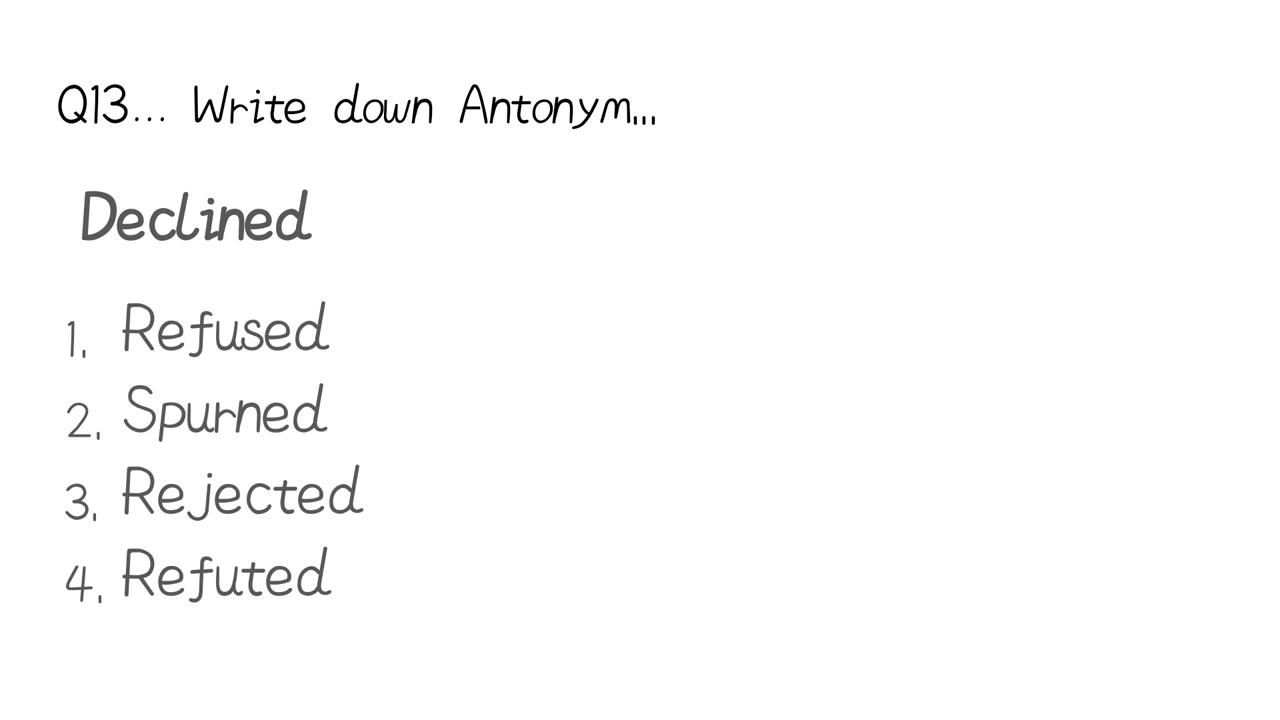 Q13... Write down Antonym...
Declined
1. Refused
2. Spurned
3. Rejected
4. Refuted